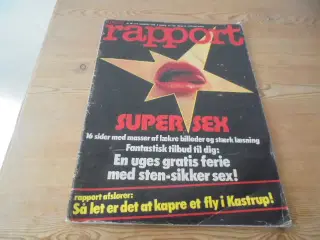 rapport
SUPER SEX
16 sider med masser af lækre billeder og stærk læsning
Fantastisk tilbud til dig:
En uges gratis ferie
med sten-sikker sex!
rapport afslører:
Så let er det at kapre et fly i Kastrup!